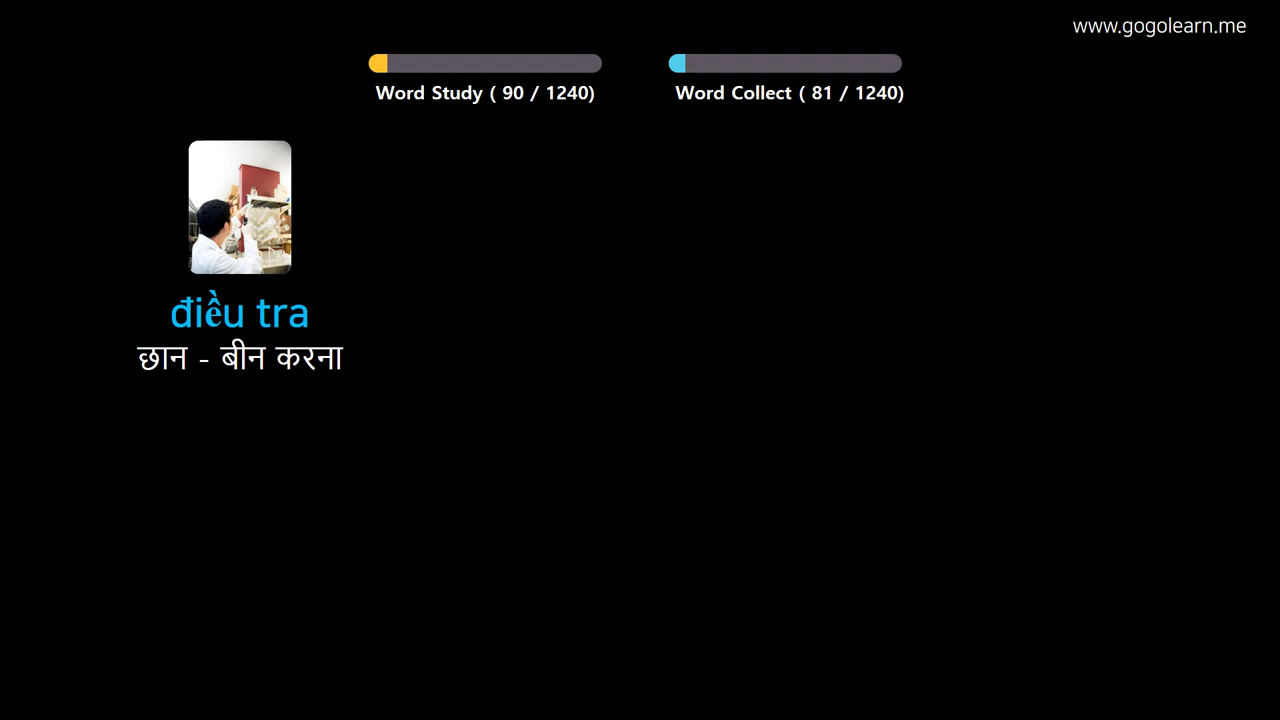 www.gogolearn.me
Word Study ( 90 / 1240)
Word Collect ( 81 / 1240)
điều tra
छान - बीन करना